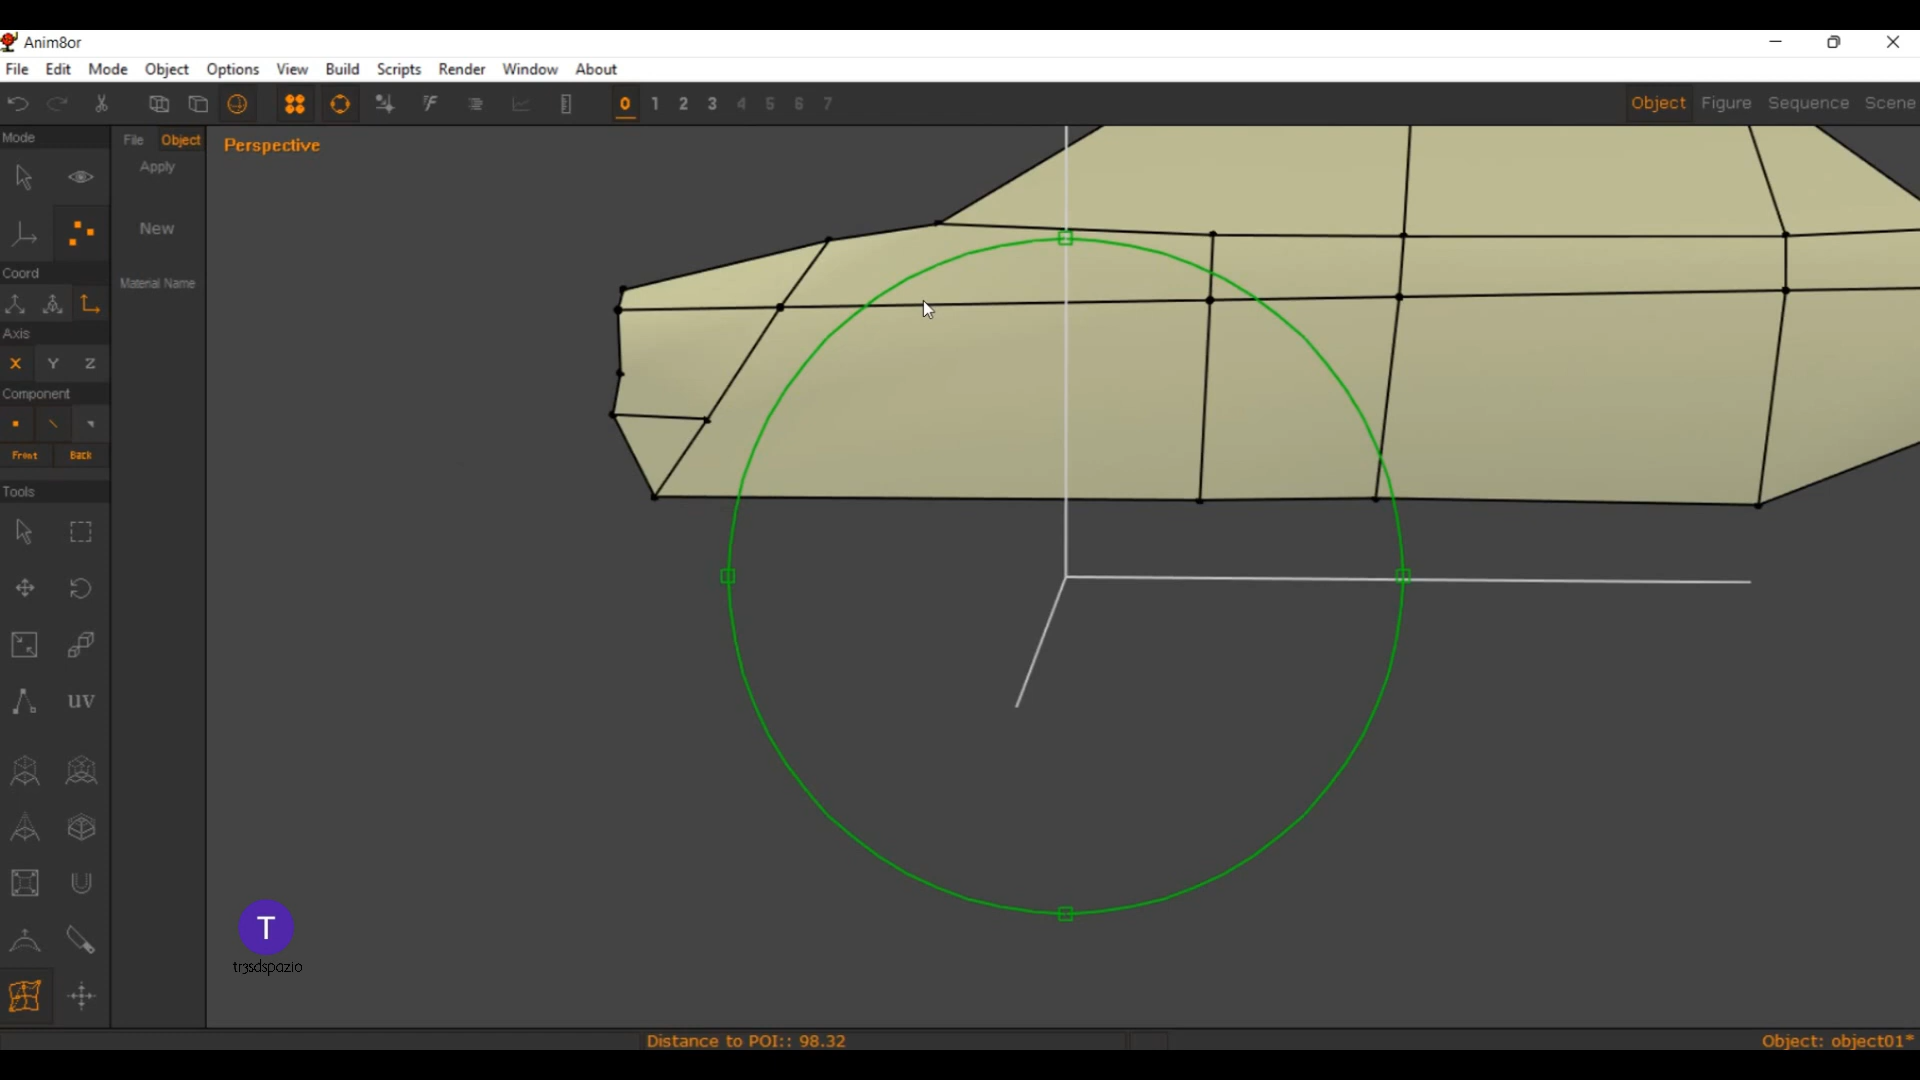 Anim8or
File Edit Mode Object Options View Build Scripts Render Window About
0 1 2 3 4 5 6 7
Object Figure Sequence Scene
Mode
File Object
Apply
New
Material Name
Perspective
Coord
Axis
X Y Z
Component
Front Back
Tools
UV
T
tr3sdspazio
Distance to POI:: 98.32
Object: object01*